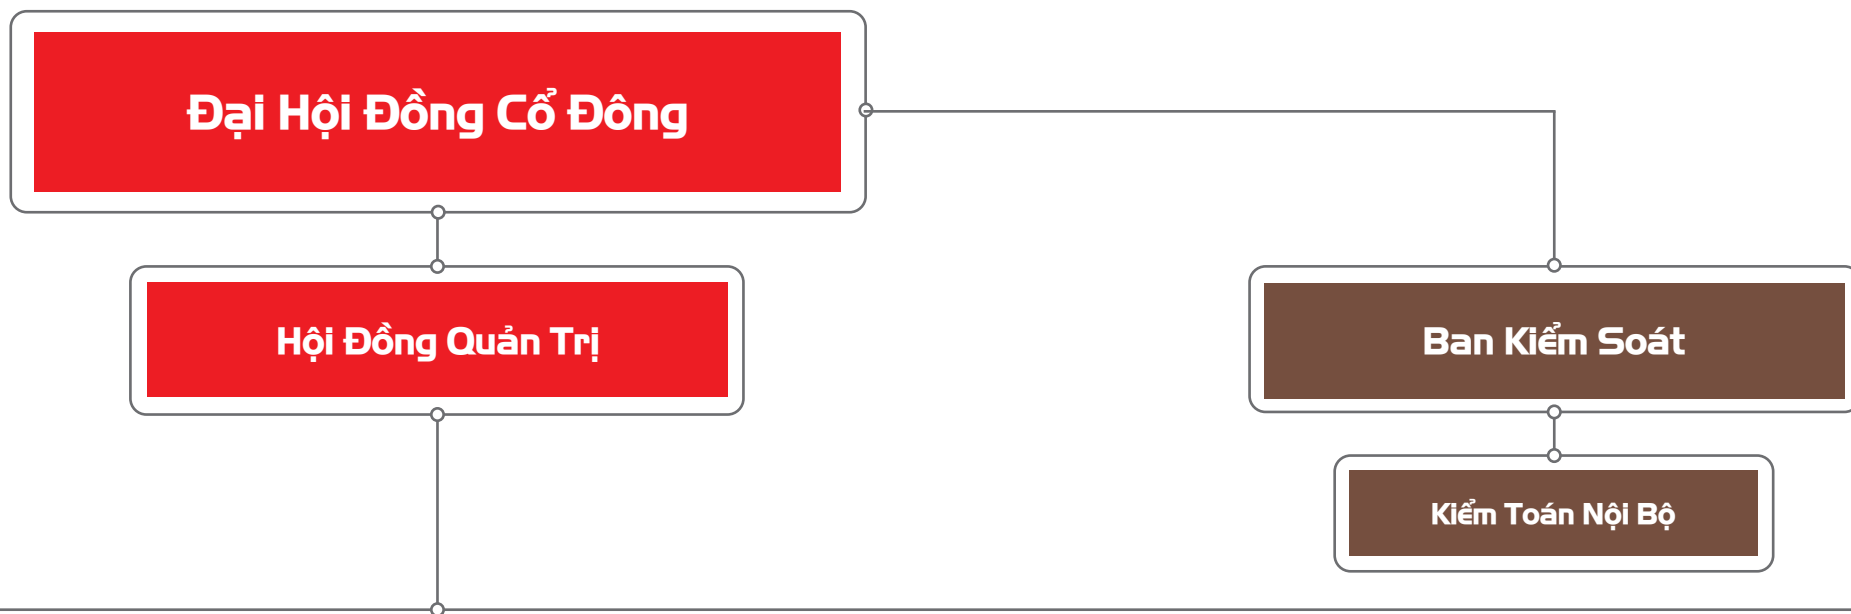 Đại Hội Đồng Cổ Đông
Hội Đồng Quản Trị
Ban Kiểm Soát
Kiểm Toán Nội Bộ